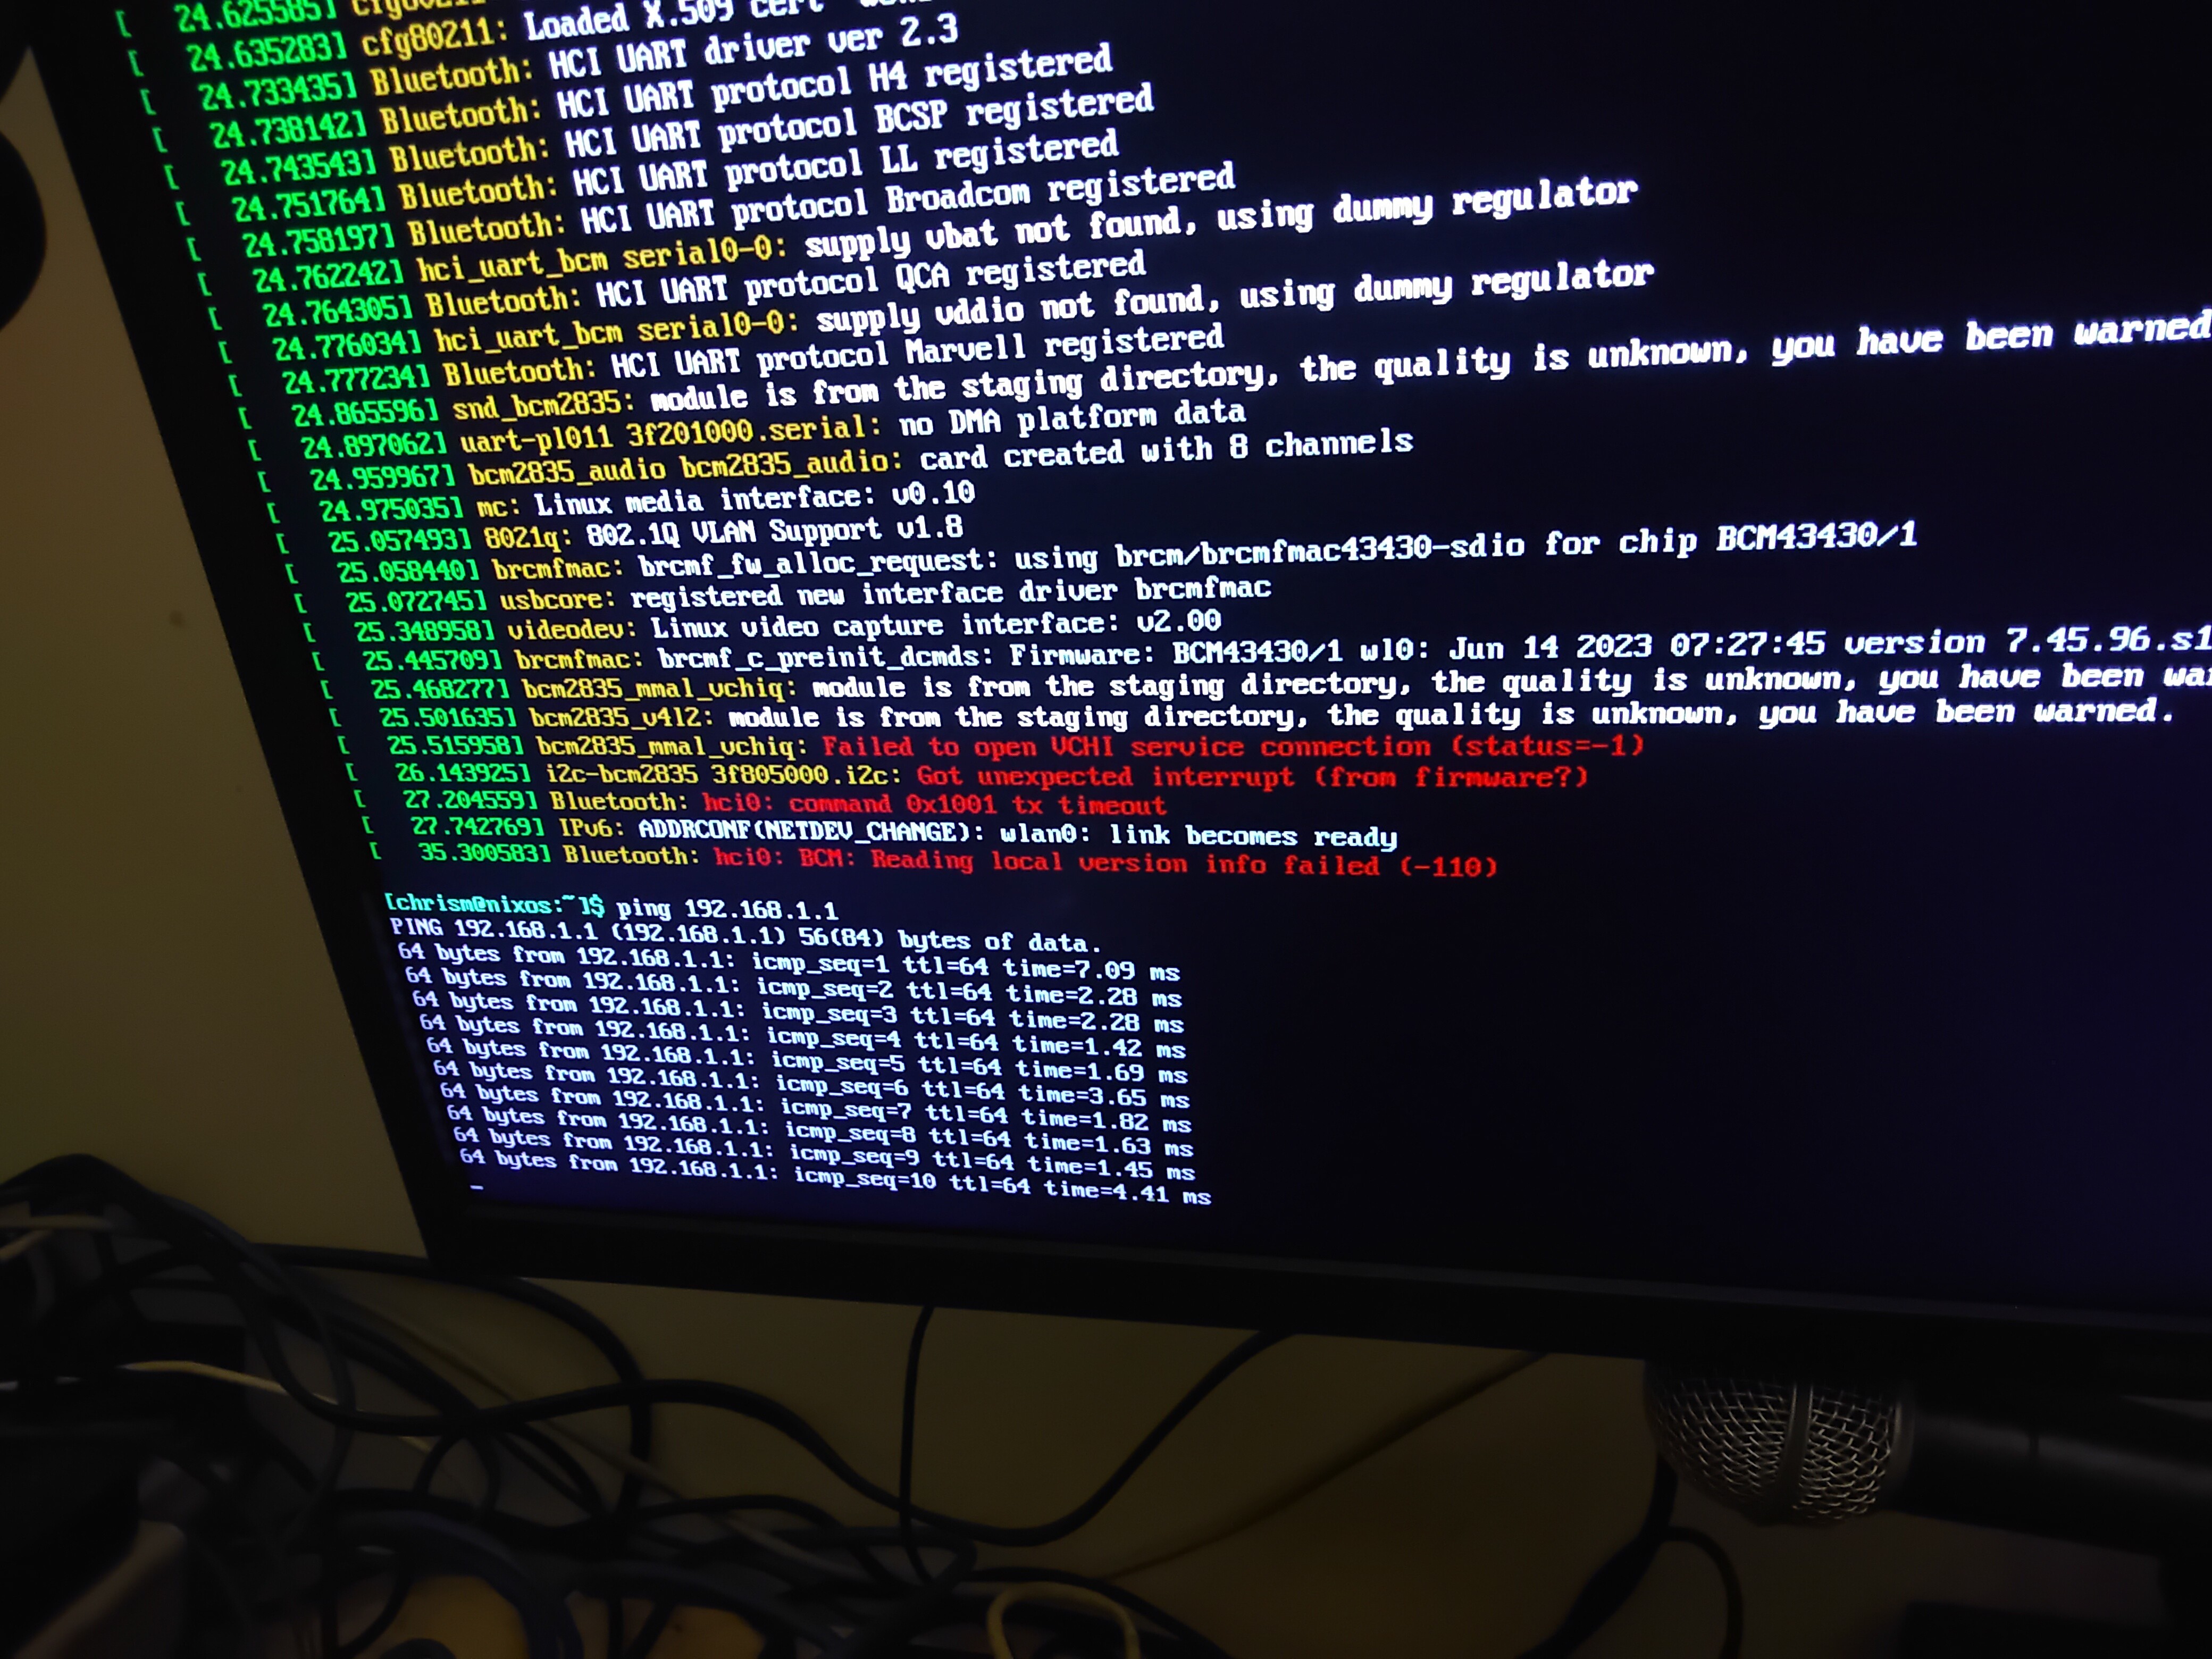 [   24.625585]
[   24.635283] cfg80211: Loaded X.509 cert
[   24.733435] Bluetooth: HCI UART driver ver 2.3
[   24.738142] Bluetooth: HCI UART protocol H4 registered
[   24.743543] Bluetooth: HCI UART protocol BCSP registered
[   24.751764] Bluetooth: HCI UART protocol LL registered
[   24.758197] Bluetooth: HCI UART protocol Broadcom registered
[   24.762242] hci_uart_bcm serial0-0: supply vbat not found, using dummy regulator
[   24.764305] Bluetooth: HCI UART protocol QCA registered
[   24.776034] hci_uart_bcm serial0-0: supply vddio not found, using dummy regulator
[   24.777234] Bluetooth: HCI UART protocol Marvell registered
[   24.865596] snd_bcm2835: module is from the staging directory, the quality is unknown, you have been warned
[   24.897062] uart-pl011 3f201000.serial: no DMA platform data
[   24.959967] bcm2835_audio bcm2835_audio: card created with 8 channels
[   24.975035] mc: Linux media interface: v0.10
[   25.057493] 8021q: 802.1Q VLAN Support v1.8
[   25.058440] brcmfmac: brcmf_fw_alloc_request: using brcm/brcmfmac43430-sdio for chip BCM43430/1
[   25.072745] usbcore: registered new interface driver brcmfmac
[   25.348958] videodev: Linux video capture interface: v2.00
[   25.445709] brcmfmac: brcmf_c_preinit_dcmds: Firmware: BCM43430/1 wl0: Jun 14 2023 07:27:45 version 7.45.96.s1
[   25.468277] bcm2835_mmal_vchiq: module is from the staging directory, the quality is unknown, you have been wa
[   25.501635] bcm2835_v4l2: module is from the staging directory, the quality is unknown, you have been warned.
[   25.515958] bcm2835_mmal_vchiq: Failed to open VCHI service connection (status=-1)
[   26.143925] i2c-bcm2835 3f805000.i2c: Got unexpected interrupt (from firmware?)
[   27.204559] Bluetooth: hci0: command 0x1001 tx timeout
[   27.742769] IPv6: ADDRCONF(NETDEV_CHANGE): wlan0: link becomes ready
[   35.300583] Bluetooth: hci0: BCM: Reading local version info failed (-110)
[chrism@nixos:~]$ ping 192.168.1.1
PING 192.168.1.1 (192.168.1.1) 56(84) bytes of data.
64 bytes from 192.168.1.1: icmp_seq=1 ttl=64 time=7.09 ms
64 bytes from 192.168.1.1: icmp_seq=2 ttl=64 time=2.28 ms
64 bytes from 192.168.1.1: icmp_seq=3 ttl=64 time=2.28 ms
64 bytes from 192.168.1.1: icmp_seq=4 ttl=64 time=1.42 ms
64 bytes from 192.168.1.1: icmp_seq=5 ttl=64 time=1.69 ms
64 bytes from 192.168.1.1: icmp_seq=6 ttl=64 time=3.65 ms
64 bytes from 192.168.1.1: icmp_seq=7 ttl=64 time=1.82 ms
64 bytes from 192.168.1.1: icmp_seq=8 ttl=64 time=1.63 ms
64 bytes from 192.168.1.1: icmp_seq=9 ttl=64 time=1.45 ms
64 bytes from 192.168.1.1: icmp_seq=10 ttl=64 time=4.41 ms
_